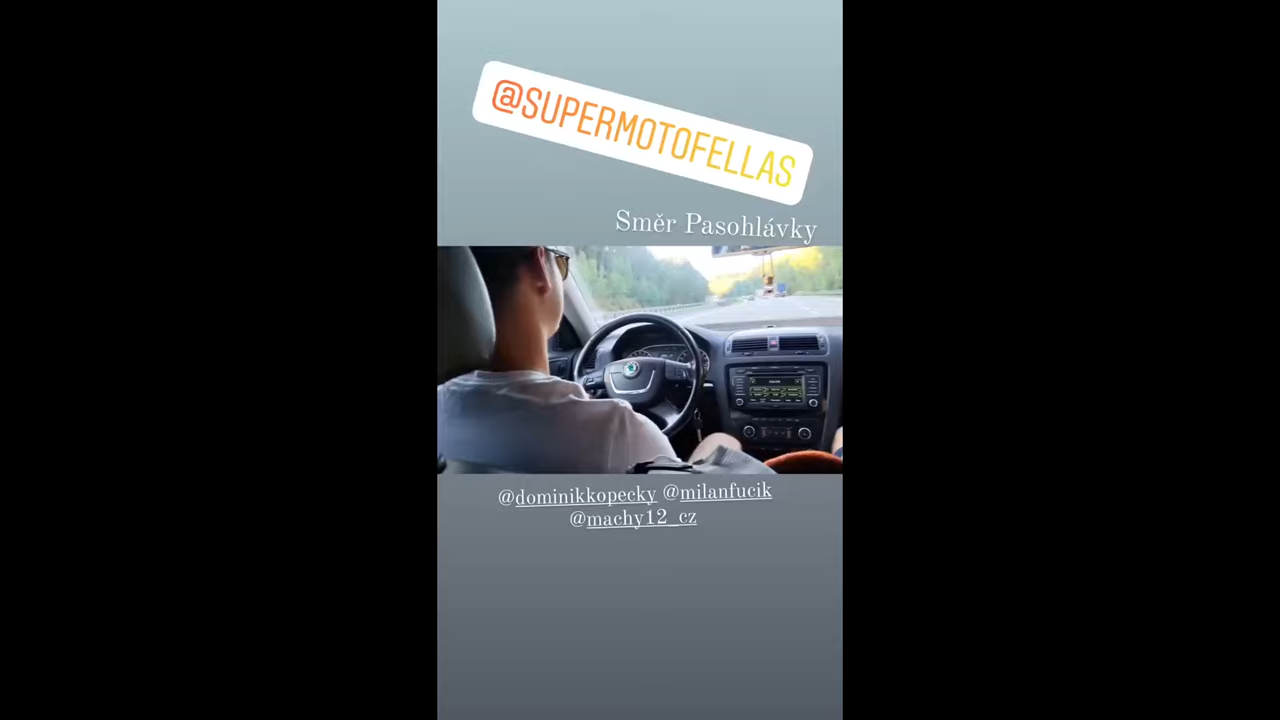 @SUPERMOTOFELLAS
Směr Pasohlávky
@dominikkopecky @milanfucik
@machy12_cz